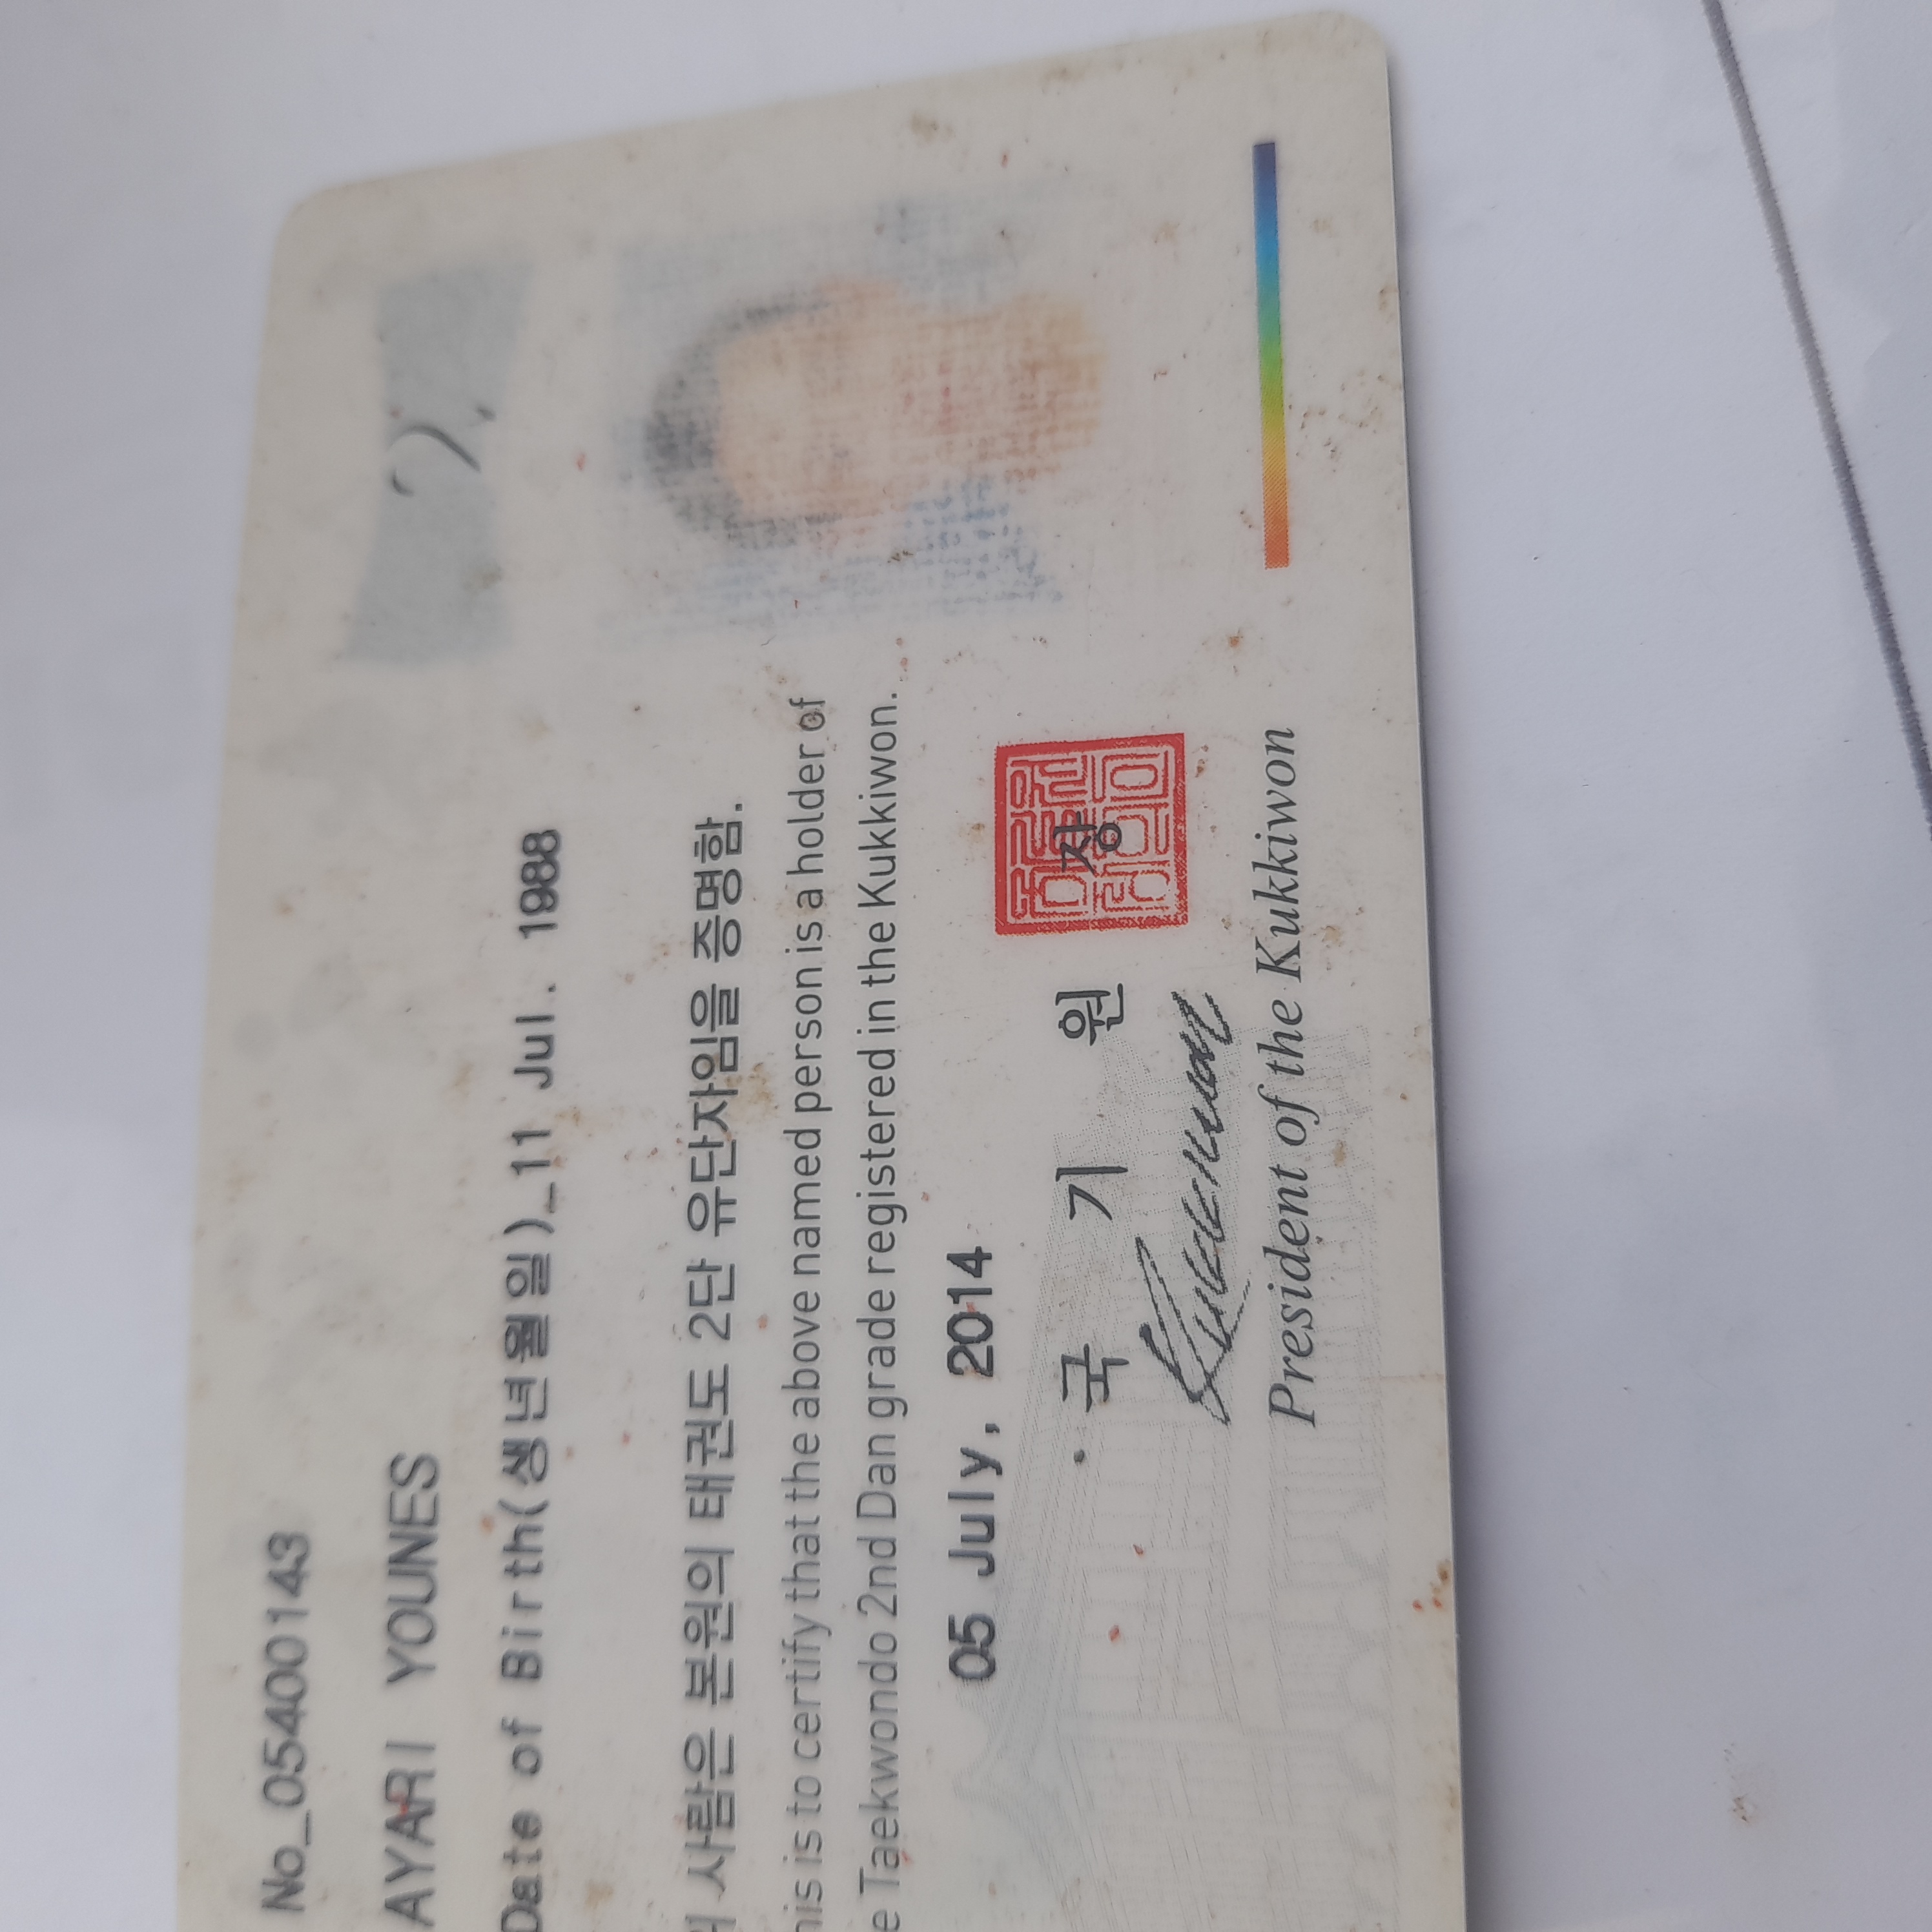 No_05400143
AYARI YOUNES
Date of Birth(생년월일)_11 Jul. 1988
위 사람은 본원의 태권도 2단 유단자임을 증명함.
his is to certify that the above named person is a holder of
e Taekwondo 2nd Dan grade registered in the Kukkiwon.
05 July, 2014
국 기 원 장
President of the Kukkiwon